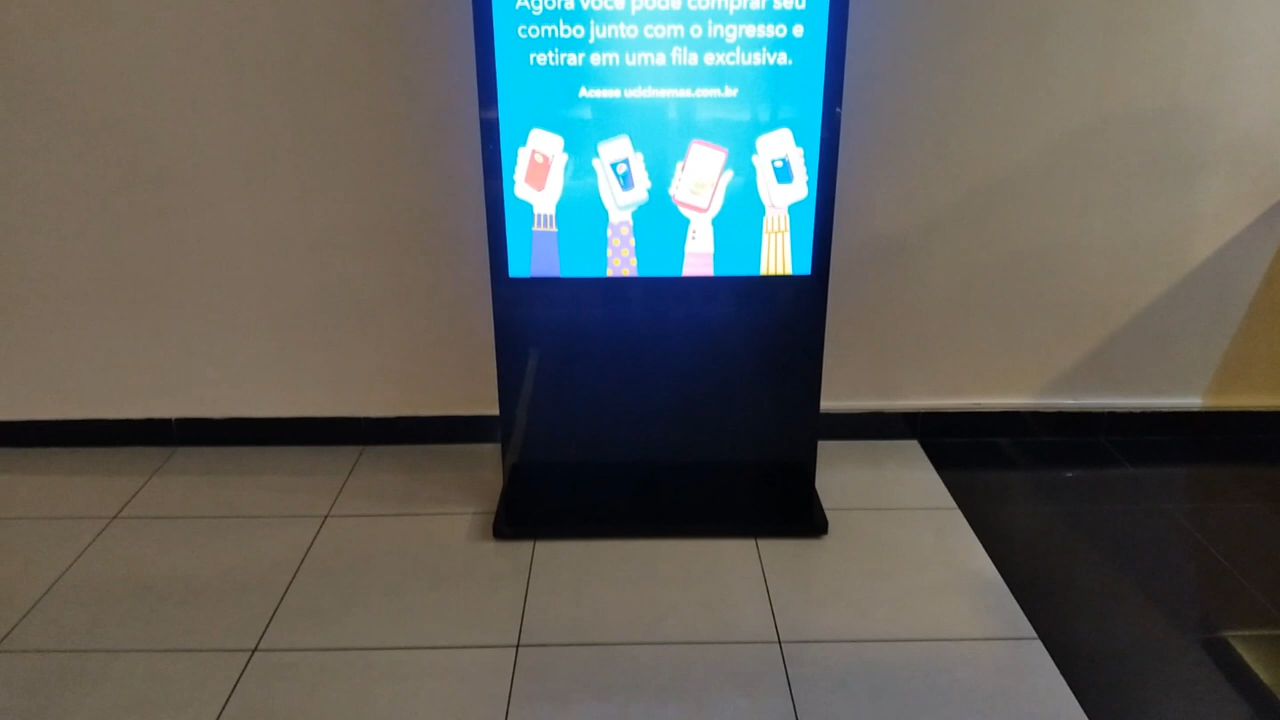 Agora você pode comprar seu
combo junto com o ingresso e
retirar em uma fila exclusiva.
Acesse ucicinemas.com.br